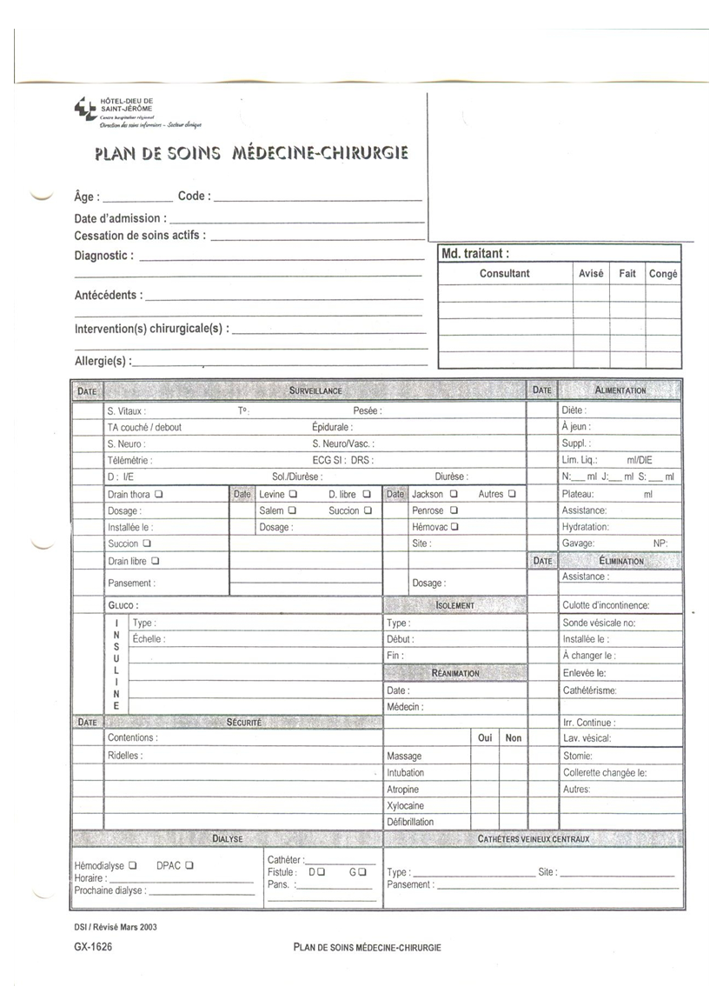 HÔTEL-DIEU DE
SAINT-JÉRÔME
Centre hospitalier régional
Direction des soins infirmiers – Secteur clinique
PLAN DE SOINS MÉDECINE-CHIRURGIE
Âge : Code :
Date d'admission :
Cessation de soins actifs :
Diagnostic :
Md. traitant :
Consultant Avisé Fait Congé
Antécédents :
Intervention(s) chirurgicale(s) :
Allergie(s) :
DATE SURVEILLANCE DATE ALIMENTATION
S. Vitaux : Tº : Pesée : Diète :
TA couché / debout Épidurale : À jeun :
S. Neuro : S. Neuro/Vasc. : Suppl. :
Télémétrie : ECG SI : DRS : Lim. Liq.: ml/DIE
D : I/E Sol./Diurèse : Diurèse : N:___ ml J:___ ml S: ___ ml
Drain thora ☐ Date Levine ☐ D. libre ☐ Date Jackson ☐ Autres ☐ Plateau: ml
Dosage : Salem ☐ Succion ☐ Penrose ☐ Assistance:
Installée le : Dosage : Hémovac ☐ Hydratation:
Succion ☐ Site : Gavage: NP:
Drain libre ☐ DATE ÉLIMINATION
Assistance :
Pansement : Dosage :
GLUCO : ISOLEMENT Culotte d'incontinence:
INSULINE
Type : Type : Sonde vésicale no:
Échelle : Début : Installée le :
Fin : À changer le :
RÉANIMATION Enlevée le:
Date : Cathétérisme:
Médecin :
DATE SÉCURITÉ Irr. Continue :
Contentions : Oui Non Lav. vésical:
Ridelles : Massage Stomie:
Intubation Collerette changée le:
Atropine Autres:
Xylocaine
Défibrillation
DIALYSE CATHÉTERS VEINEUX CENTRAUX
Hémodialyse ☐ DPAC ☐
Horaire :
Prochaine dialyse :
Cathéter :
Fistule : D ☐ G ☐
Pans. :
Type : Site :
Pansement :
DSI / Révisé Mars 2003
GX-1626 PLAN DE SOINS MÉDECINE-CHIRURGIE